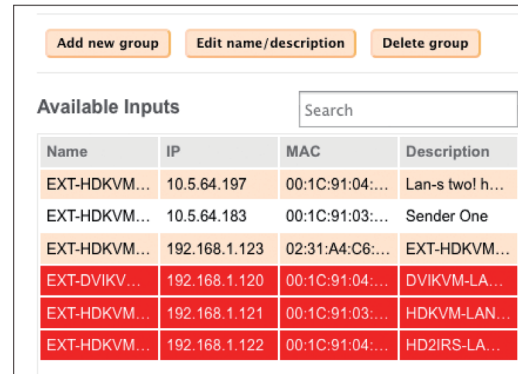 Add new group Edit name/description Delete group
Available Inputs Search
Name IP MAC Description
EXT-HDKVM... 10.5.64.197 00:1C:91:04:... Lan-s two! h...
EXT-HDKVM... 10.5.64.183 00:1C:91:03:... Sender One
EXT-HDKVM... 192.168.1.123 02:31:A4:C6:... EXT-HDKVM...
EXT-DVIKV... 192.168.1.120 00:1C:91:04:... DVIKVM-LA...
EXT-HDKVM... 192.168.1.121 00:1C:91:03:... HDKVM-LAN...
EXT-HDKVM... 192.168.1.122 00:1C:91:04:... HD2IRS-LA...